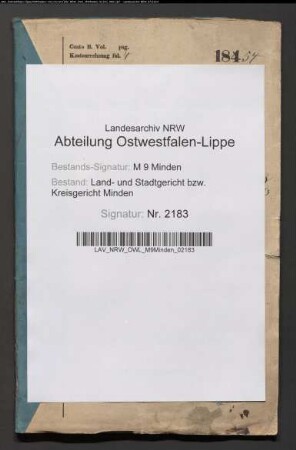 Conto B. Vol. pag.
Kostenrechnung fol.
184
Landesarchiv NRW
Abteilung Ostwestfalen-Lippe
Bestands-Signatur: M 9 Minden
Bestand: Land- und Stadtgericht bzw.
Kreisgericht Minden
Signatur: Nr. 2183
LAV_NRW_OWL_M9Minden_02183